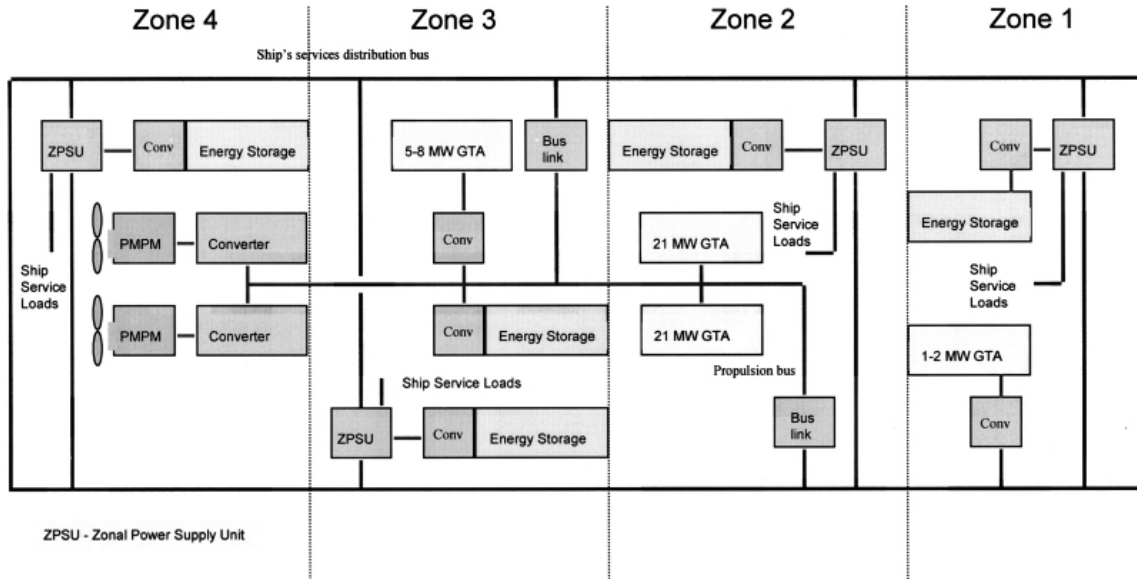 Zone 4
Zone 3
Zone 2
Zone 1
Ship's services distribution bus
ZPSU
Conv
Energy Storage
5-8 MW GTA
Bus
link
Energy Storage
Conv
ZPSU
Conv
ZPSU
PMPM
Converter
Conv
21 MW GTA
Ship
Service
Loads
Energy Storage
Ship
Service
Loads
Ship
Service
Loads
PMPM
Converter
Conv
Energy Storage
21 MW GTA
1-2 MW GTA
Propulsion bus
Ship Service Loads
ZPSU
Conv
Energy Storage
Bus
link
Conv
ZPSU - Zonal Power Supply Unit